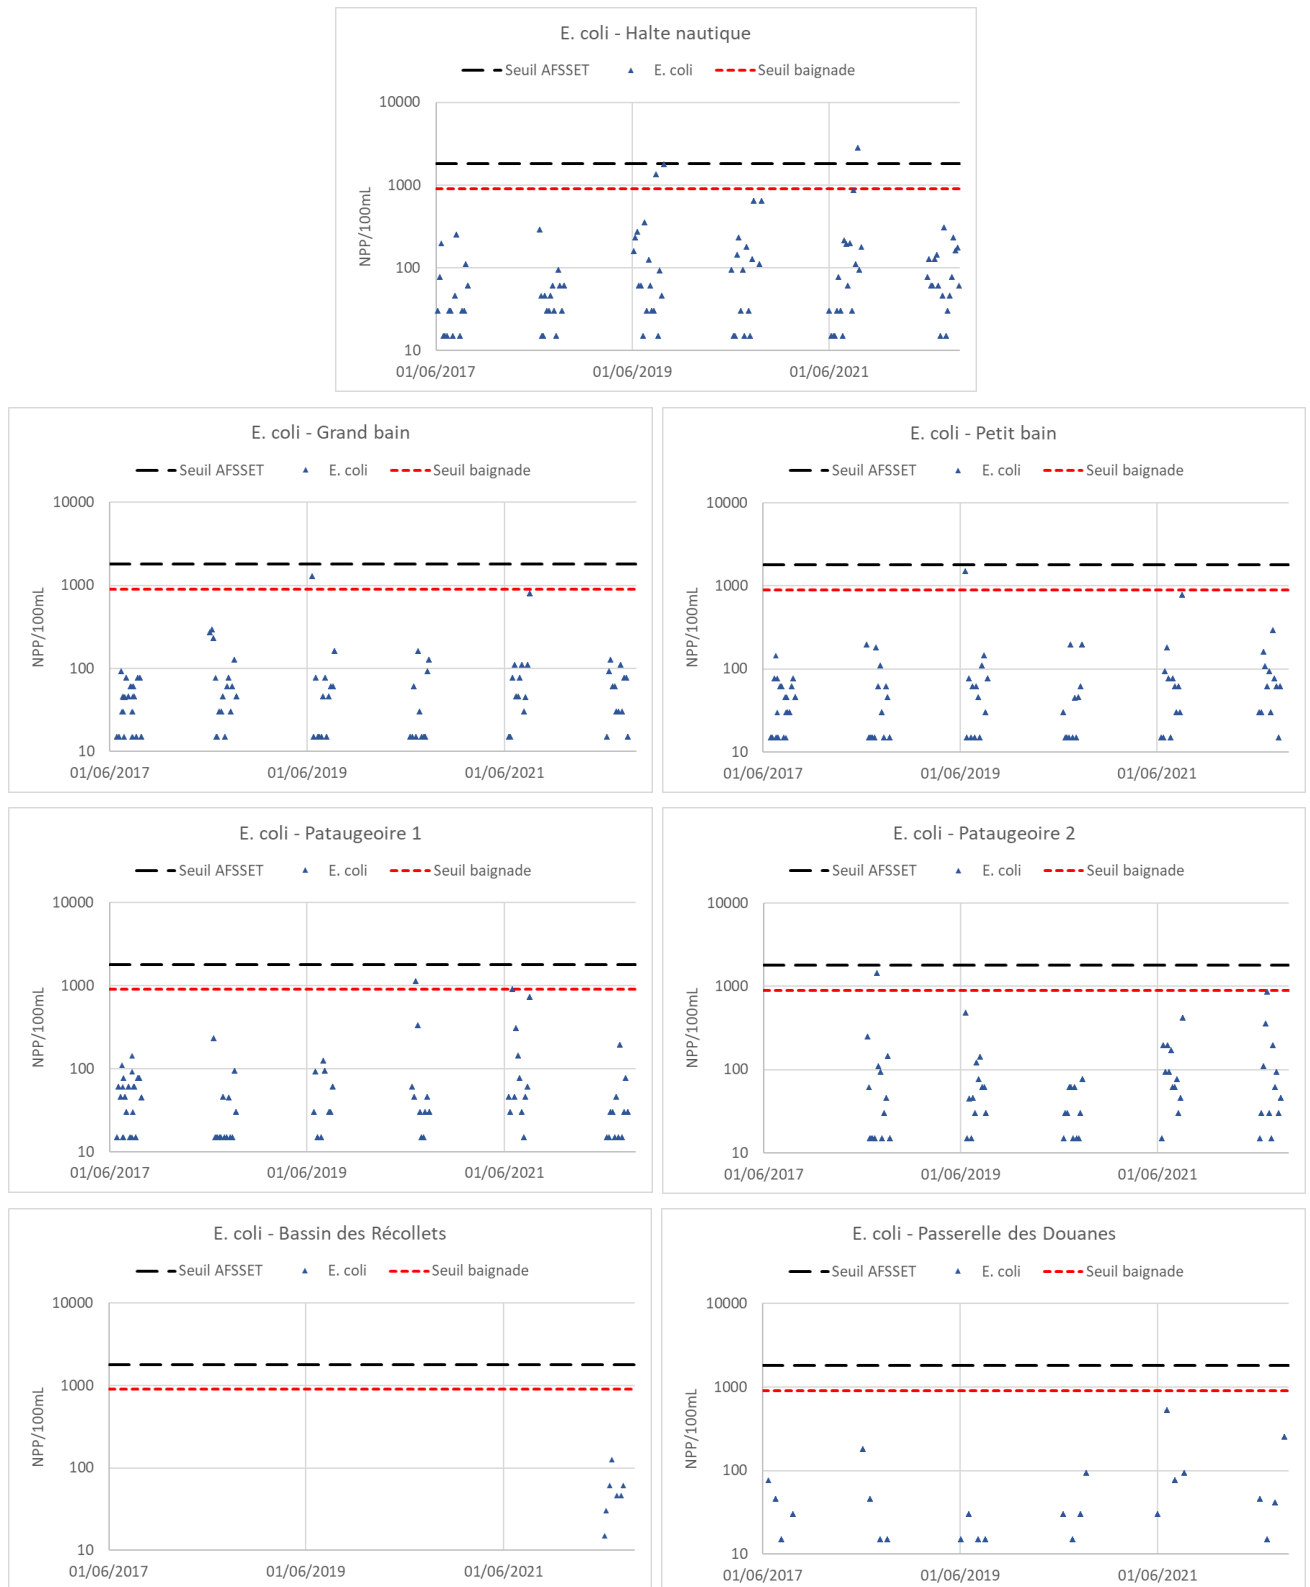 E. coli - Halte nautique
Seuil AFSSET E. coli Seuil baignade
10000
1000
100
10
NPP/100mL
01/06/2017 01/06/2019 01/06/2021
E. coli - Grand bain
Seuil AFSSET E. coli Seuil baignade
10000
1000
100
10
NPP/100mL
01/06/2017 01/06/2019 01/06/2021
E. coli - Petit bain
Seuil AFSSET E. coli Seuil baignade
10000
1000
100
10
NPP/100mL
01/06/2017 01/06/2019 01/06/2021
E. coli - Pataugeoire 1
Seuil AFSSET E. coli Seuil baignade
10000
1000
100
10
NPP/100mL
01/06/2017 01/06/2019 01/06/2021
E. coli - Pataugeoire 2
Seuil AFSSET E. coli Seuil baignade
10000
1000
100
10
NPP/100mL
01/06/2017 01/06/2019 01/06/2021
E. coli - Bassin des Récollets
Seuil AFSSET E. coli Seuil baignade
10000
1000
100
10
NPP/100mL
01/06/2017 01/06/2019 01/06/2021
E. coli - Passerelle des Douanes
Seuil AFSSET E. coli Seuil baignade
10000
1000
100
10
NPP/100mL
01/06/2017 01/06/2019 01/06/2021